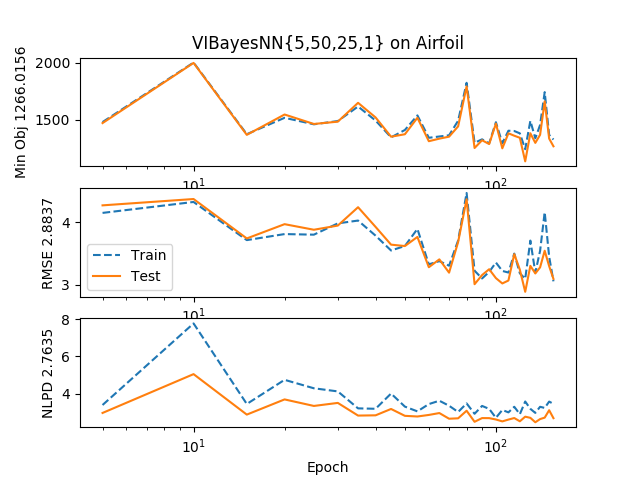 VIBayesNN{5,50,25,1} on Airfoil
Min Obj 1266.0156
2000
1500
10¹
10²
RMSE 2.8837
4
3
Train
Test
10¹
10²
NLPD 2.7635
8
6
4
10¹
10²
Epoch